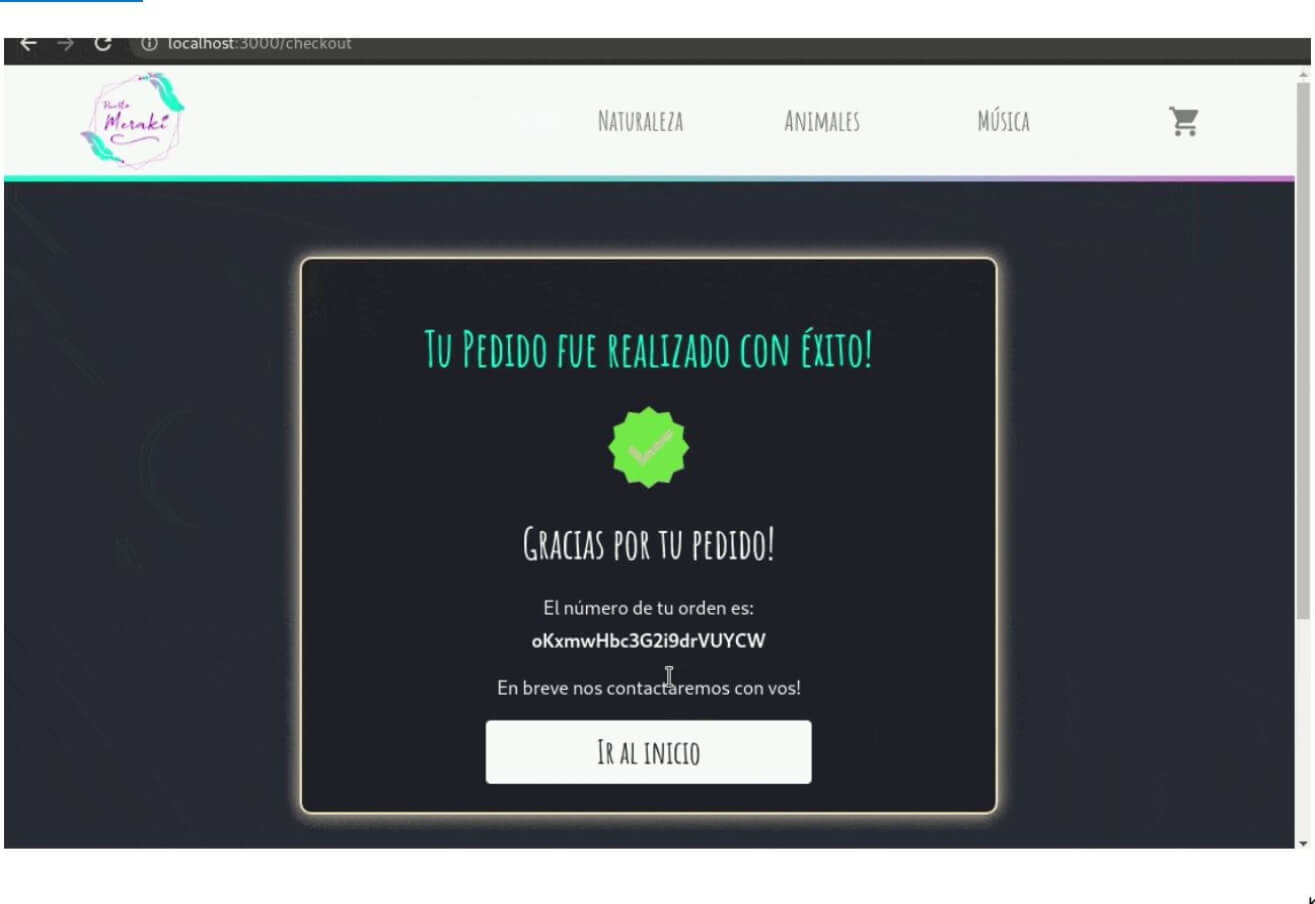 localhost:3000/checkout
Meraki
Naturaleza Animales Música
Tu Pedido fue realizado con éxito!
Gracias por tu pedido!
El número de tu orden es:
oKxmwHbc3G2i9drVUYCW
En breve nos contactaremos con vos!
Ir al inicio